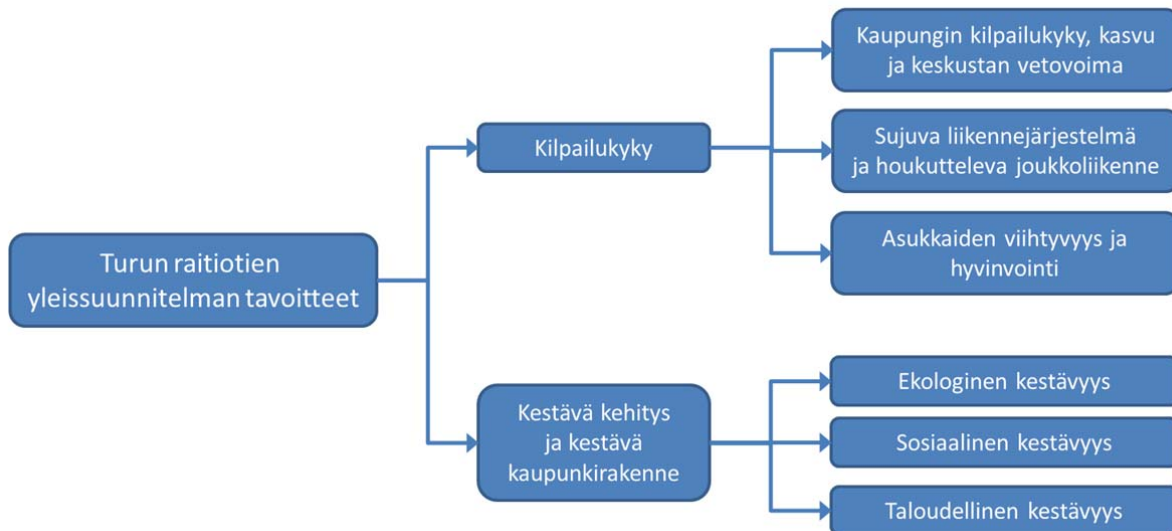 Turun raitiotien
yleissuunnitelman tavoitteet
Kilpailukyky
Kaupungin kilpailukyky, kasvu
ja keskustan vetovoima
Sujuva liikennejärjestelmä
ja houkutteleva joukkoliikenne
Asukkaiden viihtyvyys ja
hyvinvointi
Kestävä kehitys
ja kestävä
kaupunkirakenne
Ekologinen kestävyys
Sosiaalinen kestävyys
Taloudellinen kestävyys